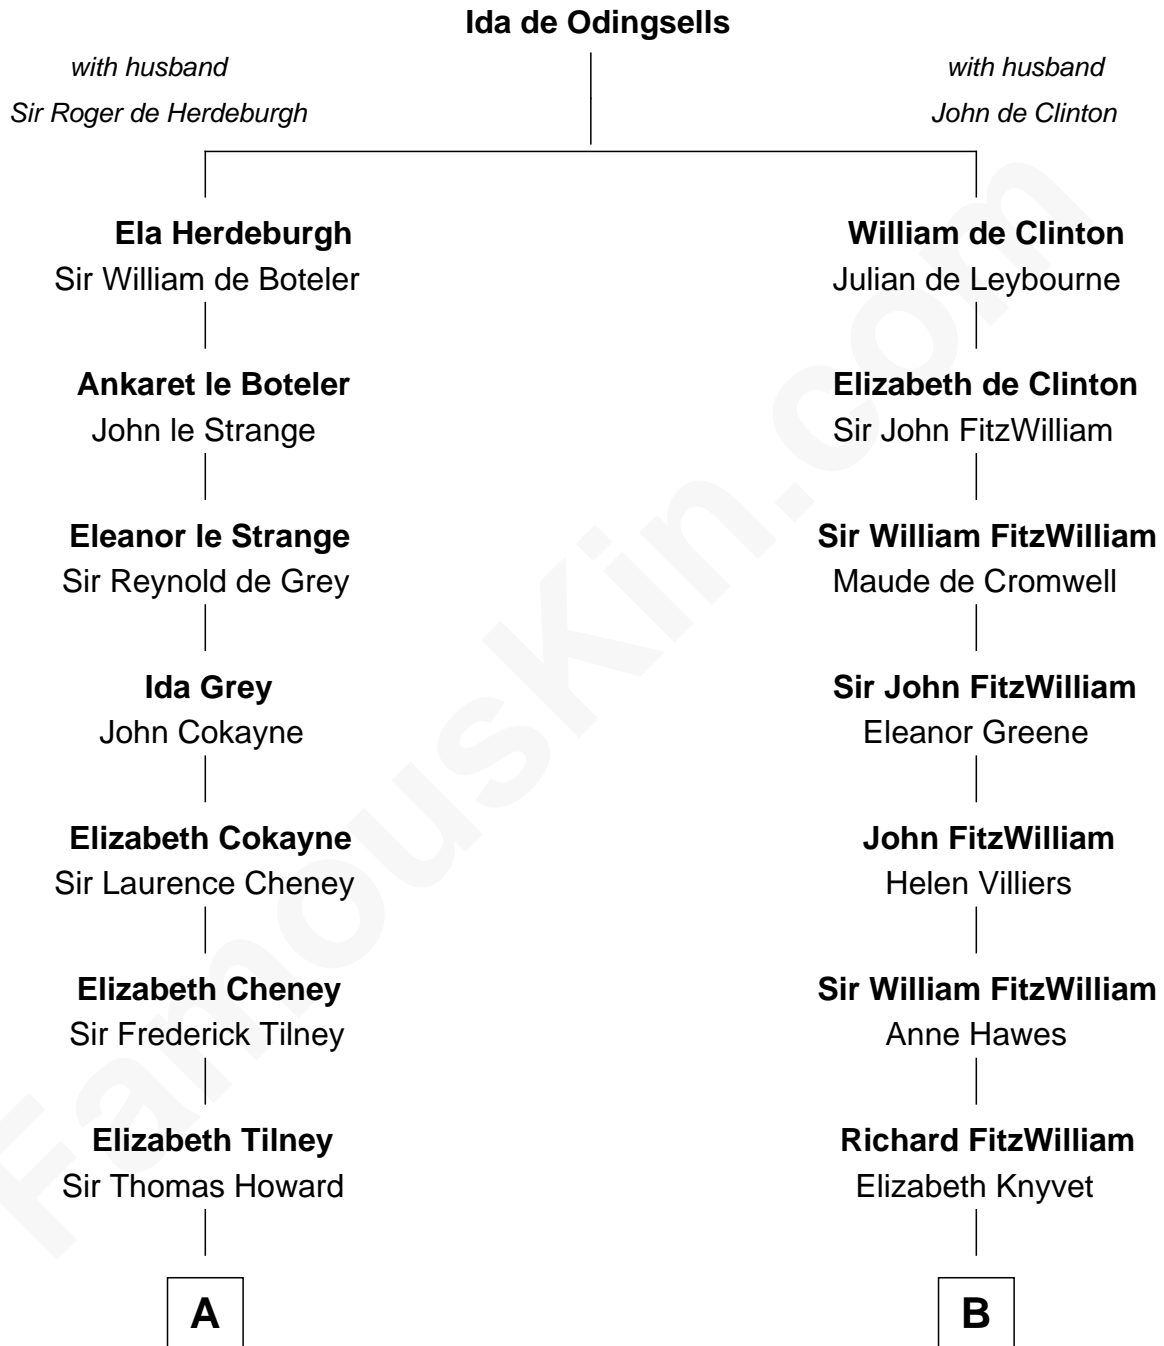 Ida de Odingsells
with husband
Sir Roger de Herdeburgh
with husband
John de Clinton
Ela Herdeburgh
Sir William de Boteler
William de Clinton
Julian de Leybourne
Ankaret le Boteler
John le Strange
Elizabeth de Clinton
Sir John FitzWilliam
Eleanor le Strange
Sir Reynold de Grey
Sir William FitzWilliam
Maude de Cromwell
Ida Grey
John Cokayne
Sir John FitzWilliam
Eleanor Greene
Elizabeth Cokayne
Sir Laurence Cheney
John FitzWilliam
Helen Villiers
Elizabeth Cheney
Sir Frederick Tilney
Sir William FitzWilliam
Anne Hawes
Elizabeth Tilney
Sir Thomas Howard
Richard FitzWilliam
Elizabeth Knyvet
A
B
FamousKin.com